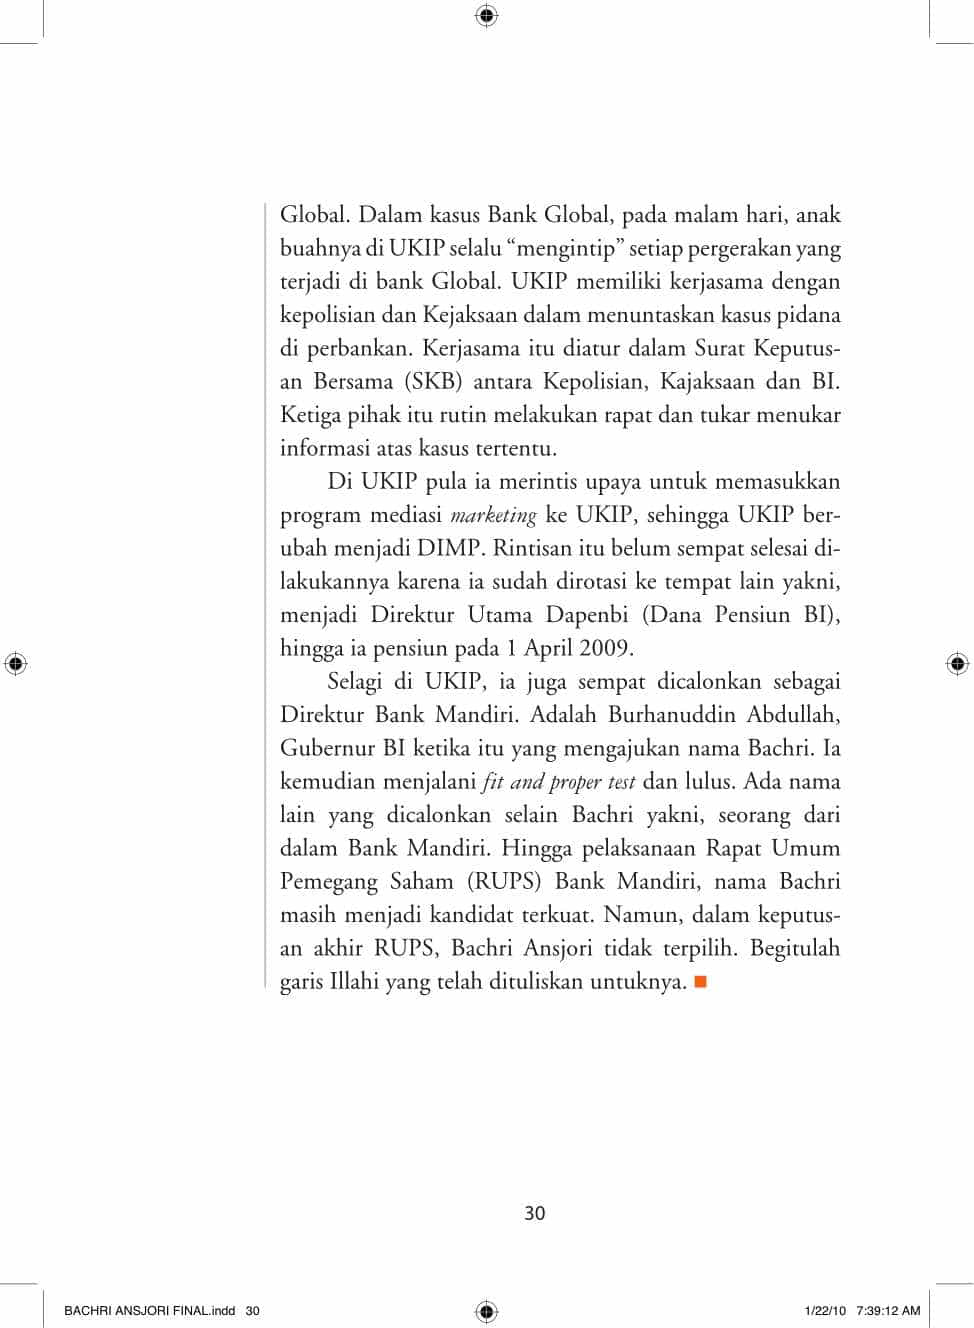 Global. Dalam kasus Bank Global, pada malam hari, anak
buahnya di UKIP selalu “mengintip” setiap pergerakan yang
terjadi di bank Global. UKIP memiliki kerjasama dengan
kepolisian dan Kejaksaan dalam menuntaskan kasus pidana
di perbankan. Kerjasama itu diatur dalam Surat Keputus-
an Bersama (SKB) antara Kepolisian, Kajaksaan dan BI.
Ketiga pihak itu rutin melakukan rapat dan tukar menukar
informasi atas kasus tertentu.
Di UKIP pula ia merintis upaya untuk memasukkan
program mediasi marketing ke UKIP, sehingga UKIP ber-
ubah menjadi DIMP. Rintisan itu belum sempat selesai di-
lakukannya karena ia sudah dirotasi ke tempat lain yakni,
menjadi Direktur Utama Dapenbi (Dana Pensiun BI),
hingga ia pensiun pada 1 April 2009.
Selagi di UKIP, ia juga sempat dicalonkan sebagai
Direktur Bank Mandiri. Adalah Burhanuddin Abdullah,
Gubernur BI ketika itu yang mengajukan nama Bachri. Ia
kemudian menjalani fit and proper test dan lulus. Ada nama
lain yang dicalonkan selain Bachri yakni, seorang dari
dalam Bank Mandiri. Hingga pelaksanaan Rapat Umum
Pemegang Saham (RUPS) Bank Mandiri, nama Bachri
masih menjadi kandidat terkuat. Namun, dalam keputus-
an akhir RUPS, Bachri Ansjori tidak terpilih. Begitulah
garis Illahi yang telah dituliskan untuknya.
30
BACHRI ANSJORI FINAL.indd 30
1/22/10 7:39:12 AM